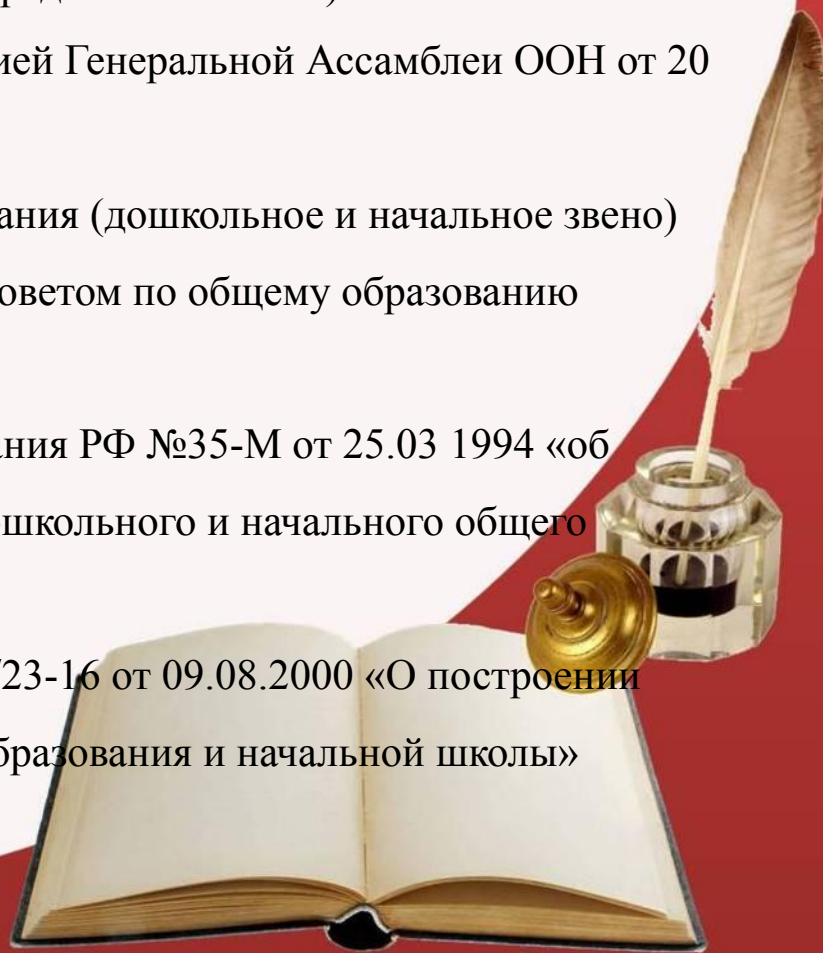 ией Генеральной Ассамблеи ООН от 20
ания (дошкольное и начальное звено)
оветом по общему образованию
ания РФ №35-М от 25.03 1994 «об
школьного и начального общего
/23-16 от 09.08.2000 «О построении
бразования и начальной школы»